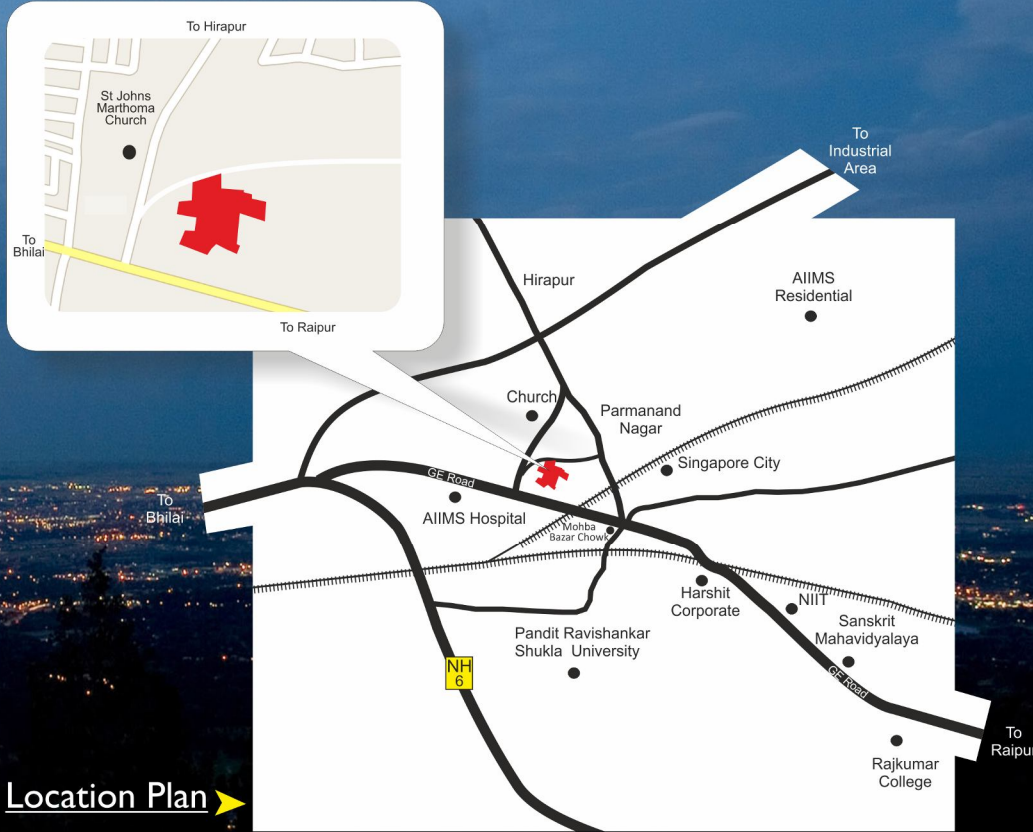 To Hirapur
St Johns
Marthoma
Church
To
Bhilai
To Raipur
To
Industrial
Area
Hirapur
AIIMS
Residential
Church
Parmanand
Nagar
Singapore City
GE Road
To
Bhilai
AIIMS Hospital
Mohba
Bazar Chowk
Harshit
Corporate
NIIT
Sanskrit
Mahavidyalaya
Pandit Ravishankar
Shukla University
NH
6
GE Road
To
Raipur
Rajkumar
College
Location Plan